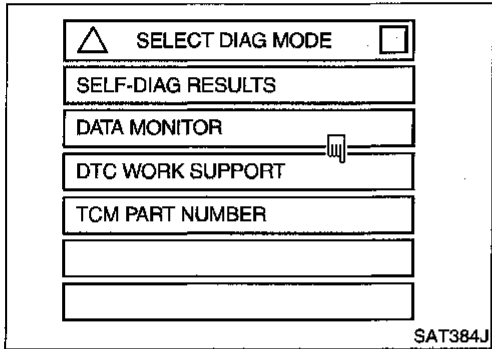 SELECT DIAG MODE
SELF-DIAG RESULTS
DATA MONITOR
DTC WORK SUPPORT
TCM PART NUMBER
SAT384J